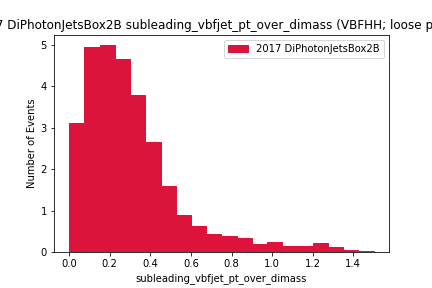 7 DiPhotonJetsBox2B subleading_vbfjet_pt_over_dimass (VBFHH; loose p
2017 DiPhotonJetsBox2B
5
4
3
2
1
0
Number of Events
0.0 0.2 0.4 0.6 0.8 1.0 1.2 1.4
subleading_vbfjet_pt_over_dimass